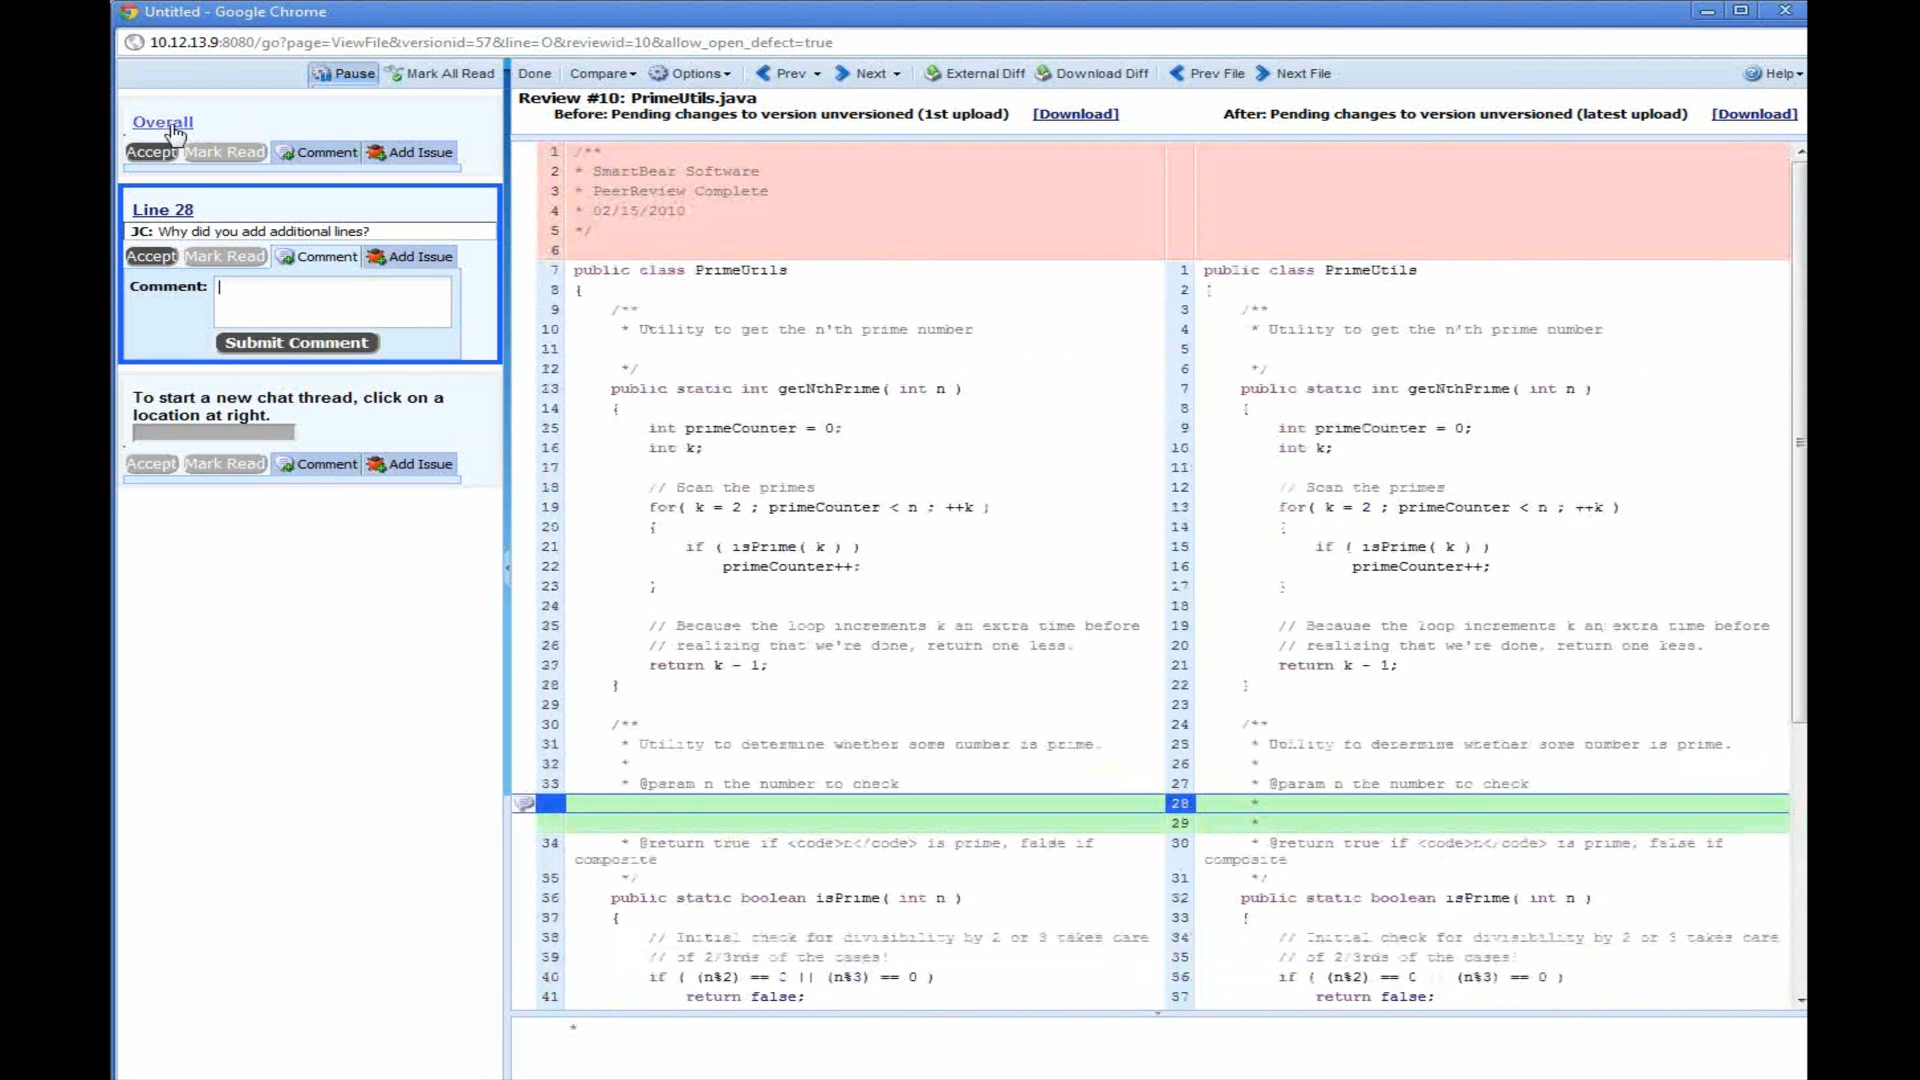 Untitled - Google Chrome
10.12.13.9:8080/go?page=ViewFile&versionid=57&line=O&reviewid=10&allow_open_defect=true
Pause Mark All Read Done Compare Options Prev Next External Diff Download Diff Prev File Next File Help
Review #10: PrimeUtils.java
Before: Pending changes to version unversioned (1st upload) [Download] After: Pending changes to version unversioned (latest upload) [Download]
Overall
Accept Mark Read Comment Add Issue
Line 28
JC: Why did you add additional lines?
Accept Mark Read Comment Add Issue
Comment:
Submit Comment
To start a new chat thread, click on a
location at right.
Accept Mark Read Comment Add Issue
1 /**
2 * SmartBear Software
3 * PeerReview Complete
4 * 02/15/2010
5 */
6
7 public class PrimeUtils
8 {
9 /**
10 * Utility to get the n'th prime number
11
12 */
13 public static int getNthPrime( int n )
14 {
15 int primeCounter = 0;
16 int k;
17
18 // Scan the primes
19 for( k = 2 ; primeCounter < n ; ++k )
20 {
21 if ( isPrime( k ) )
22 primeCounter++;
23 }
24
25 // Because the loop increments k an extra time before
26 // realizing that we're done, return one less.
27 return k - 1;
28 }
29
30 /**
31 * Utility to determine whether some number is prime.
32 *
33 * @param n the number to check
34 * @return true if <code>n</code> is prime, false if
composite
35 */
36 public static boolean isPrime( int n )
37 {
38 // Initial check for divisibility by 2 or 3 takes care
39 // of 2/3rds of the cases!
40 if ( (n%2) == 0 || (n%3) == 0 )
41 return false;
1 public class PrimeUtils
2 {
3 /**
4 * Utility to get the n'th prime number
5
6 */
7 public static int getNthPrime( int n )
8 {
9 int primeCounter = 0;
10 int k;
11
12 // Scan the primes
13 for( k = 2 ; primeCounter < n ; ++k )
14 {
15 if ( isPrime( k ) )
16 primeCounter++;
17 }
18
19 // Because the loop increments k an extra time before
20 // realizing that we're done, return one less.
21 return k - 1;
22 }
23
24 /**
25 * Utility to determine whether some number is prime.
26 *
27 * @param n the number to check
28 *
29 *
30 * @return true if <code>n</code> is prime, false if
composite
31 */
32 public static boolean isPrime( int n )
33 {
34 // Initial check for divisibility by 2 or 3 takes care
35 // of 2/3rds of the cases!
36 if ( (n%2) == 0 || (n%3) == 0 )
37 return false;
*